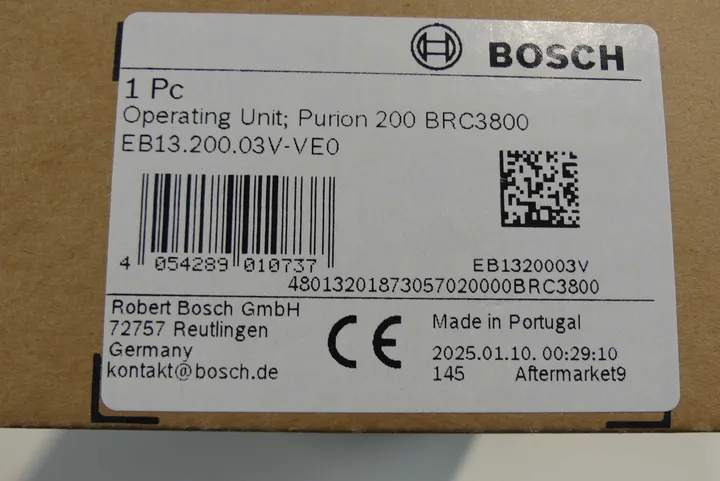 BOSCH
1 Pc
Operating Unit; Purion 200 BRC3800
EB13.200.03V-VE0
4 054289 010737
EB1320003V
48013201873057020000BRC3800
Robert Bosch GmbH
72757 Reutlingen
Germany
kontakt@bosch.de
CE
Made in Portugal
2025.01.10. 00:29:10
145 Aftermarket9